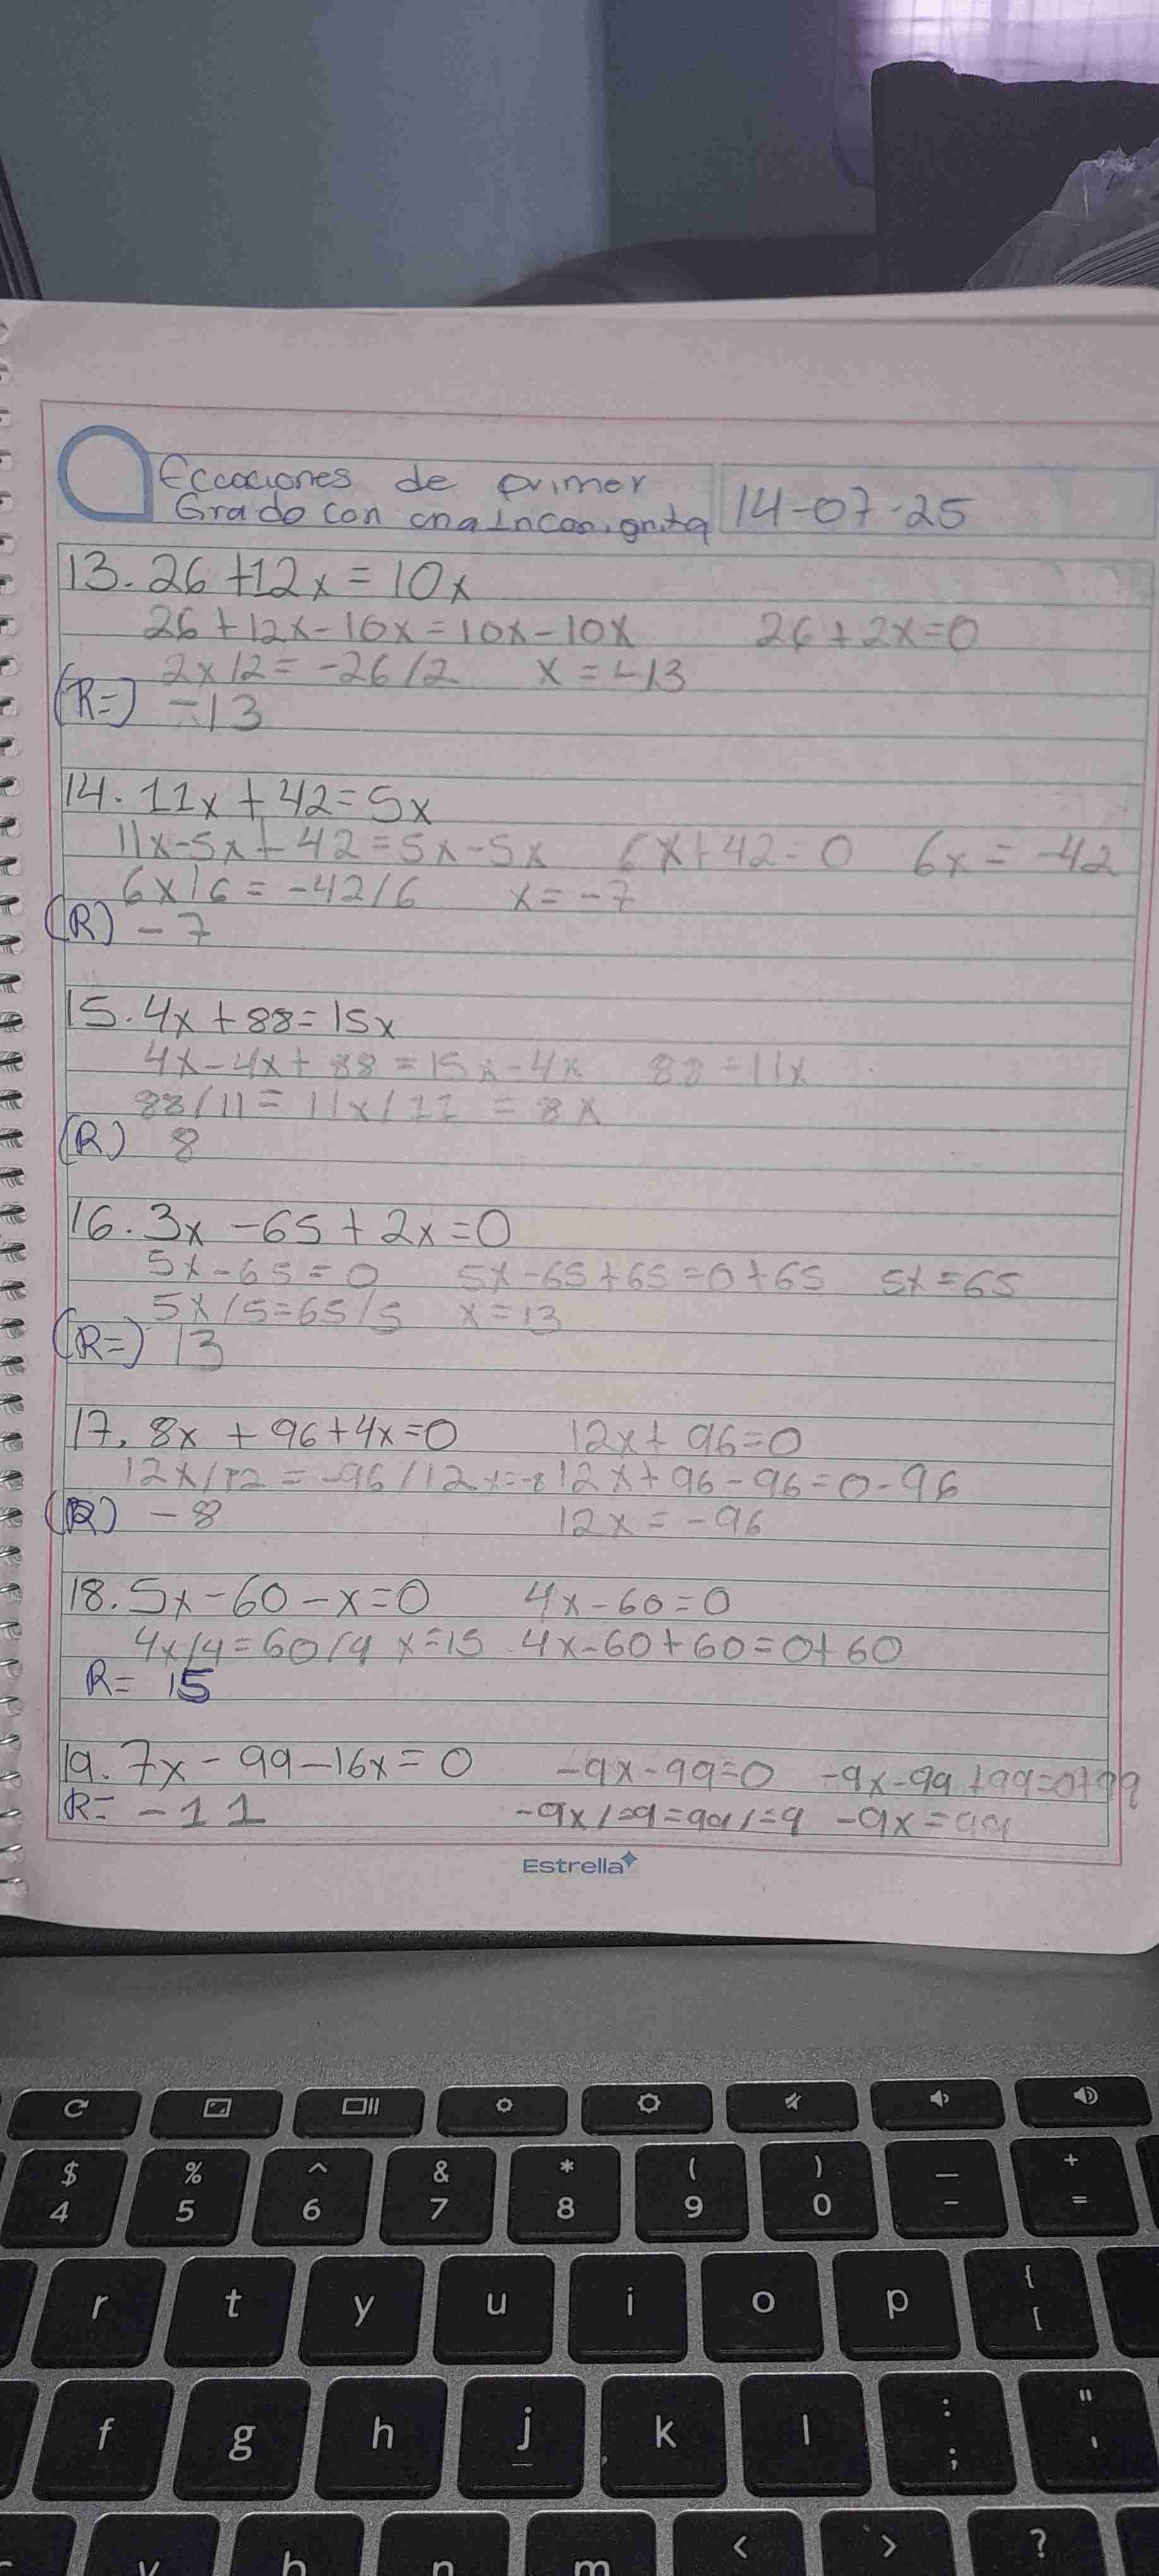 Eccociones de primer
Grado con una Inconignita
14-07-25
13. 26 +12x = 10x
26+12x-10x=10x-10x 26+2x=0
2x/2= -26/2 x = -13
(R=) -13
14. 11x + 42=5x
11x-5x+42=5x-5x 6x+42=0 6x = -42
6x/6 = -42/6 x = -7
(R) -7
15. 4x +88=15x
4x-4x+88=15x-4x 88=11x
88/11= 11x/11 = 8x
(R) 8
16. 3x -65 + 2x=0
5x-65=0 5x-65+65=0+65 5x=65
5x/5=65/5 x=13
(R=) 13
17. 8x + 96+4x=0 12x+ 96=0
12x/12 = -96/12 x=-8 12x+96-96=0-96
(R) -8 12x = -96
18. 5x-60-x=0 4x-60=0
4x/4=60/4 x=15 4x-60+60=0+60
R= 15
19. 7x-99-16x= 0 -9x-99=0 -9x-99+99=0+99
R= -11 -9x/-9=99/-9 -9x=99
Estrella
$ % ^ & * ( ) — +
4 5 6 7 8 9 0 - =
r t y u i o p { [
f g h j k l : ; " '
v b n m < > ?